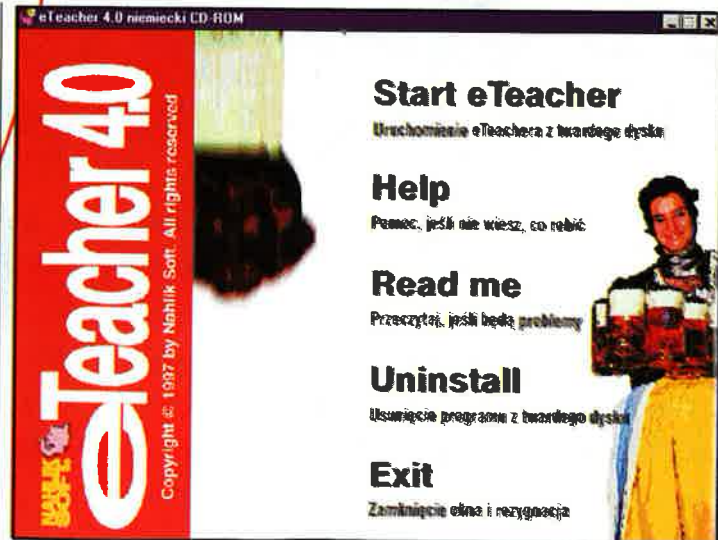 eTeacher 4.0 niemiecki CD-ROM
NAHLIK SOFT.
eTeacher 4.0
Copyright © 1997 by Nahlik Soft. All rights reserved
Start eTeacher
Uruchomienie eTeachera z twardego dysku
Help
Pomoc, jeśli nie wiesz, co robić
Read me
Przeczytaj, jeśli będą problemy
Uninstall
Usunięcie programu z twardego dysku
Exit
Zamknięcie okna i rezygnacja